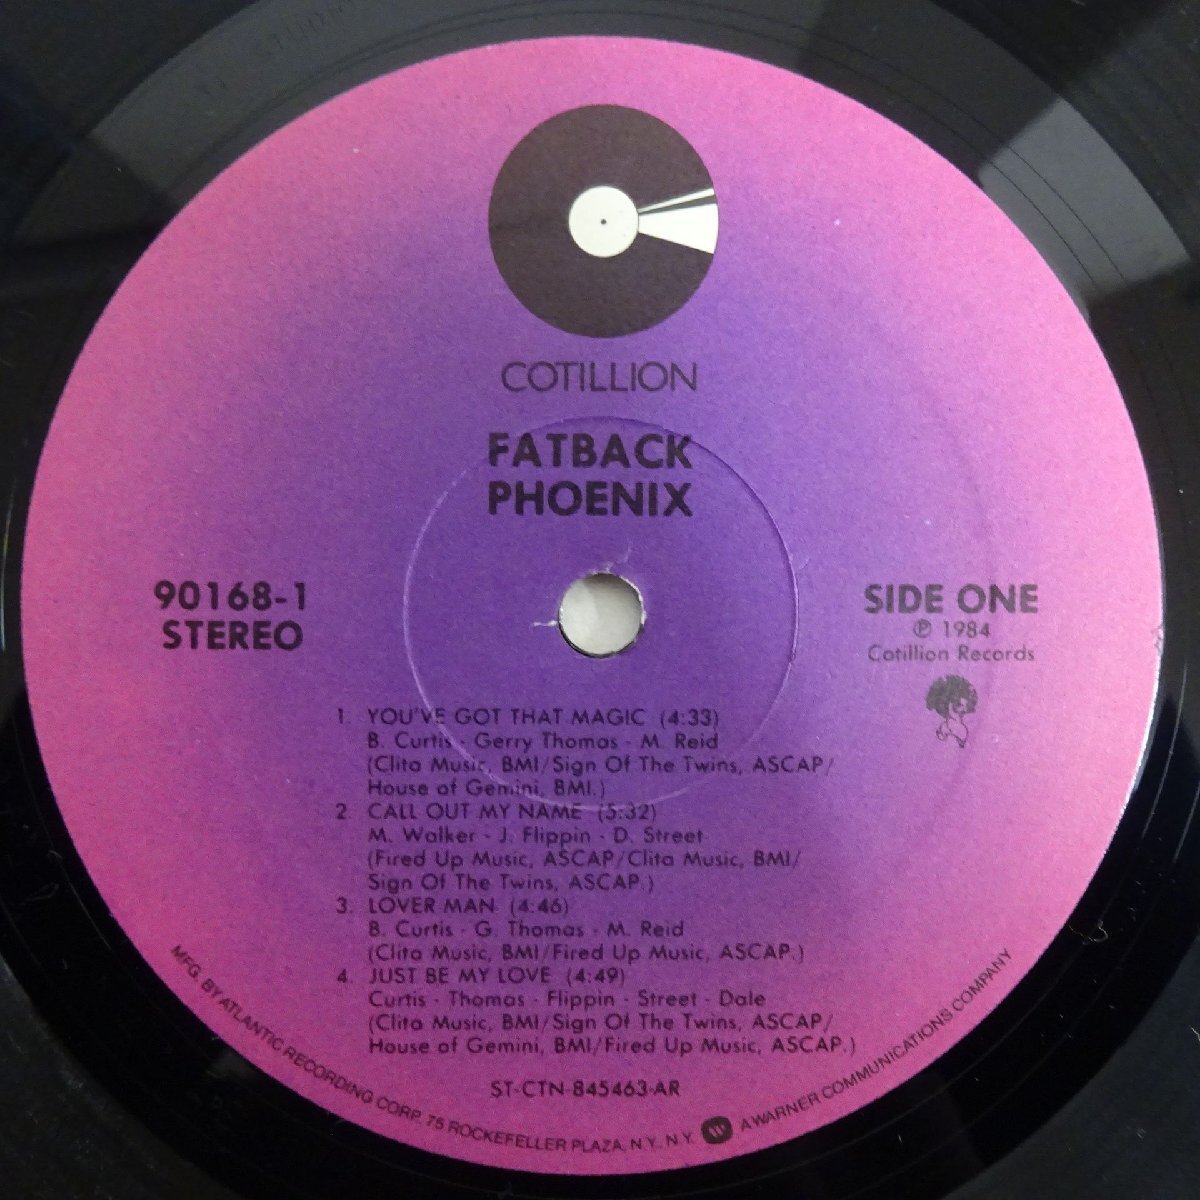 COTILLION
FATBACK
PHOENIX
90168-1
STEREO
SIDE ONE
℗ 1984
Cotillion Records
1. YOU'VE GOT THAT MAGIC (4:33)
B. Curtis - Gerry Thomas - M. Reid
(Clita Music, BMI/Sign Of The Twins, ASCAP/
House of Gemini, BMI.)
2. CALL OUT MY NAME (5:32)
M. Walker - J. Flippin - D. Street
(Fired Up Music, ASCAP/Clita Music, BMI/
Sign Of The Twins, ASCAP.)
3. LOVER MAN (4:46)
B. Curtis - G. Thomas - M. Reid
(Clita Music, BMI/Fired Up Music, ASCAP.)
4. JUST BE MY LOVE (4:49)
Curtis - Thomas - Flippin - Street - Dale
(Clita Music, BMI/Sign Of The Twins, ASCAP/
House of Gemini, BMI/Fired Up Music, ASCAP.)
ST-CTN-845463-AR
MFG. BY ATLANTIC RECORDING CORP. 75 ROCKEFELLER PLAZA, N.Y. N.Y. W A WARNER COMMUNICATIONS COMPANY